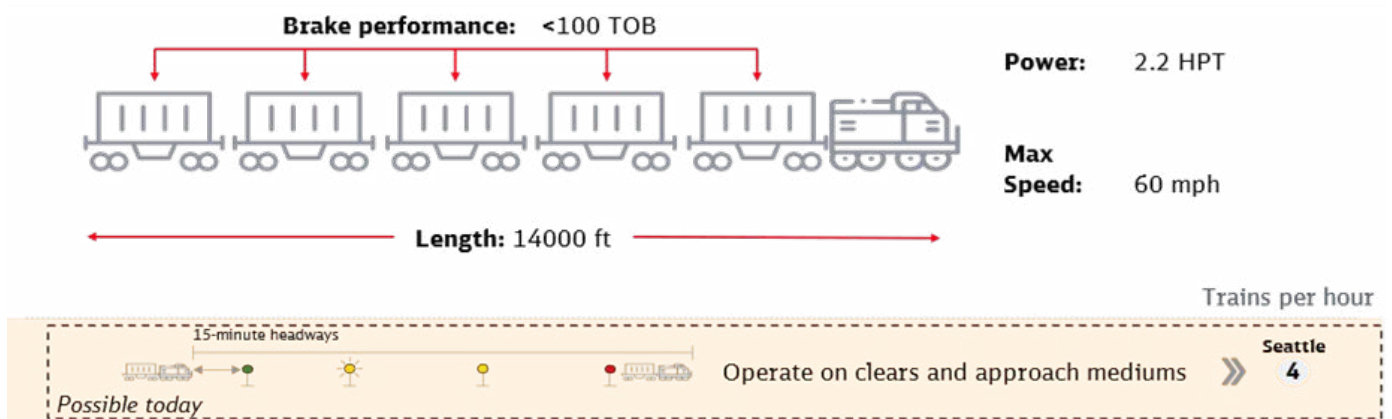 Brake performance: <100 TOB
Power: 2.2 HPT
Max
Speed: 60 mph
Length: 14000 ft
Trains per hour
15-minute headways
Operate on clears and approach mediums
Seattle
4
Possible today